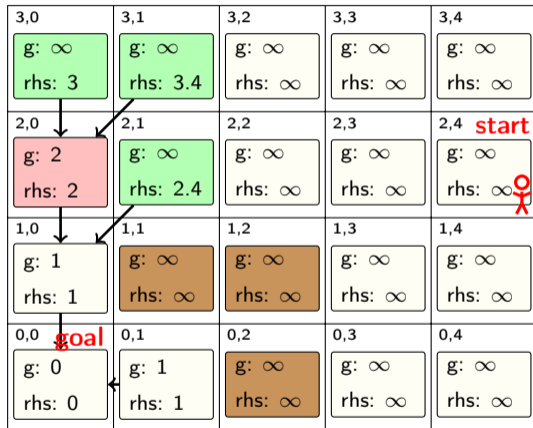 3,0 3,1 3,2 3,3 3,4
g: ∞ g: ∞ g: ∞ g: ∞ g: ∞
rhs: 3 rhs: 3.4 rhs: ∞ rhs: ∞ rhs: ∞
2,0 2,1 2,2 2,3 2,4 start
g: 2 g: ∞ g: ∞ g: ∞ g: ∞
rhs: 2 rhs: 2.4 rhs: ∞ rhs: ∞ rhs: ∞
1,0 1,1 1,2 1,3 1,4
g: 1 g: ∞ g: ∞ g: ∞ g: ∞
rhs: 1 rhs: ∞ rhs: ∞ rhs: ∞ rhs: ∞
0,0 goal 0,1 0,2 0,3 0,4
g: 0 g: 1 g: ∞ g: ∞ g: ∞
rhs: 0 rhs: 1 rhs: ∞ rhs: ∞ rhs: ∞